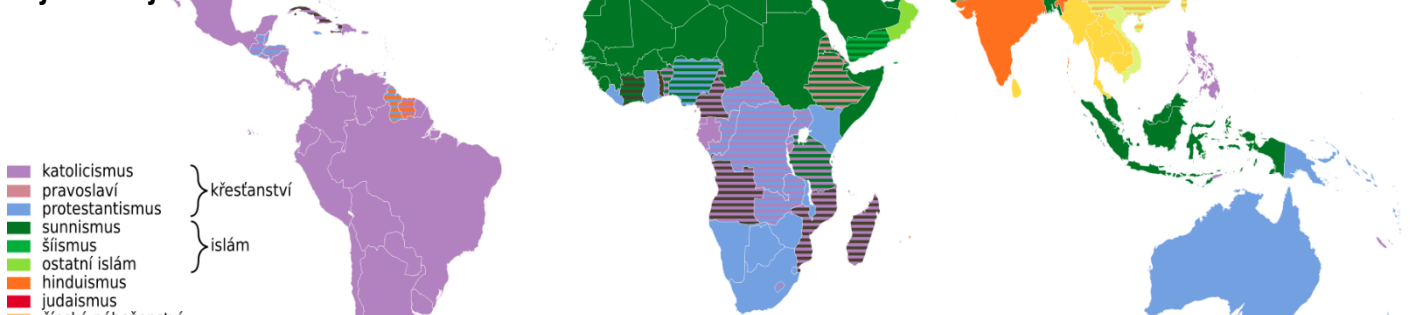 katolicismus
pravoslaví
křesťanství
protestantismus
sunnismus
šíismus
islám
ostatní islám
hinduismus
judaismus